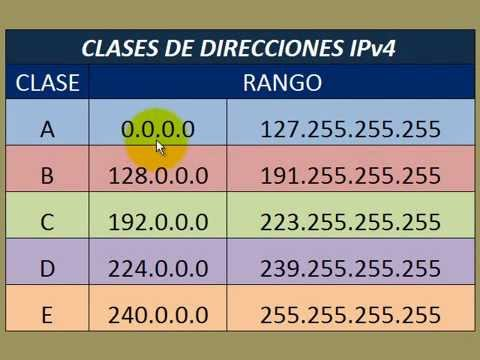 CLASES DE DIRECCIONES IPv4
CLASE RANGO
A 0.0.0.0 127.255.255.255
B 128.0.0.0 191.255.255.255
C 192.0.0.0 223.255.255.255
D 224.0.0.0 239.255.255.255
E 240.0.0.0 255.255.255.255